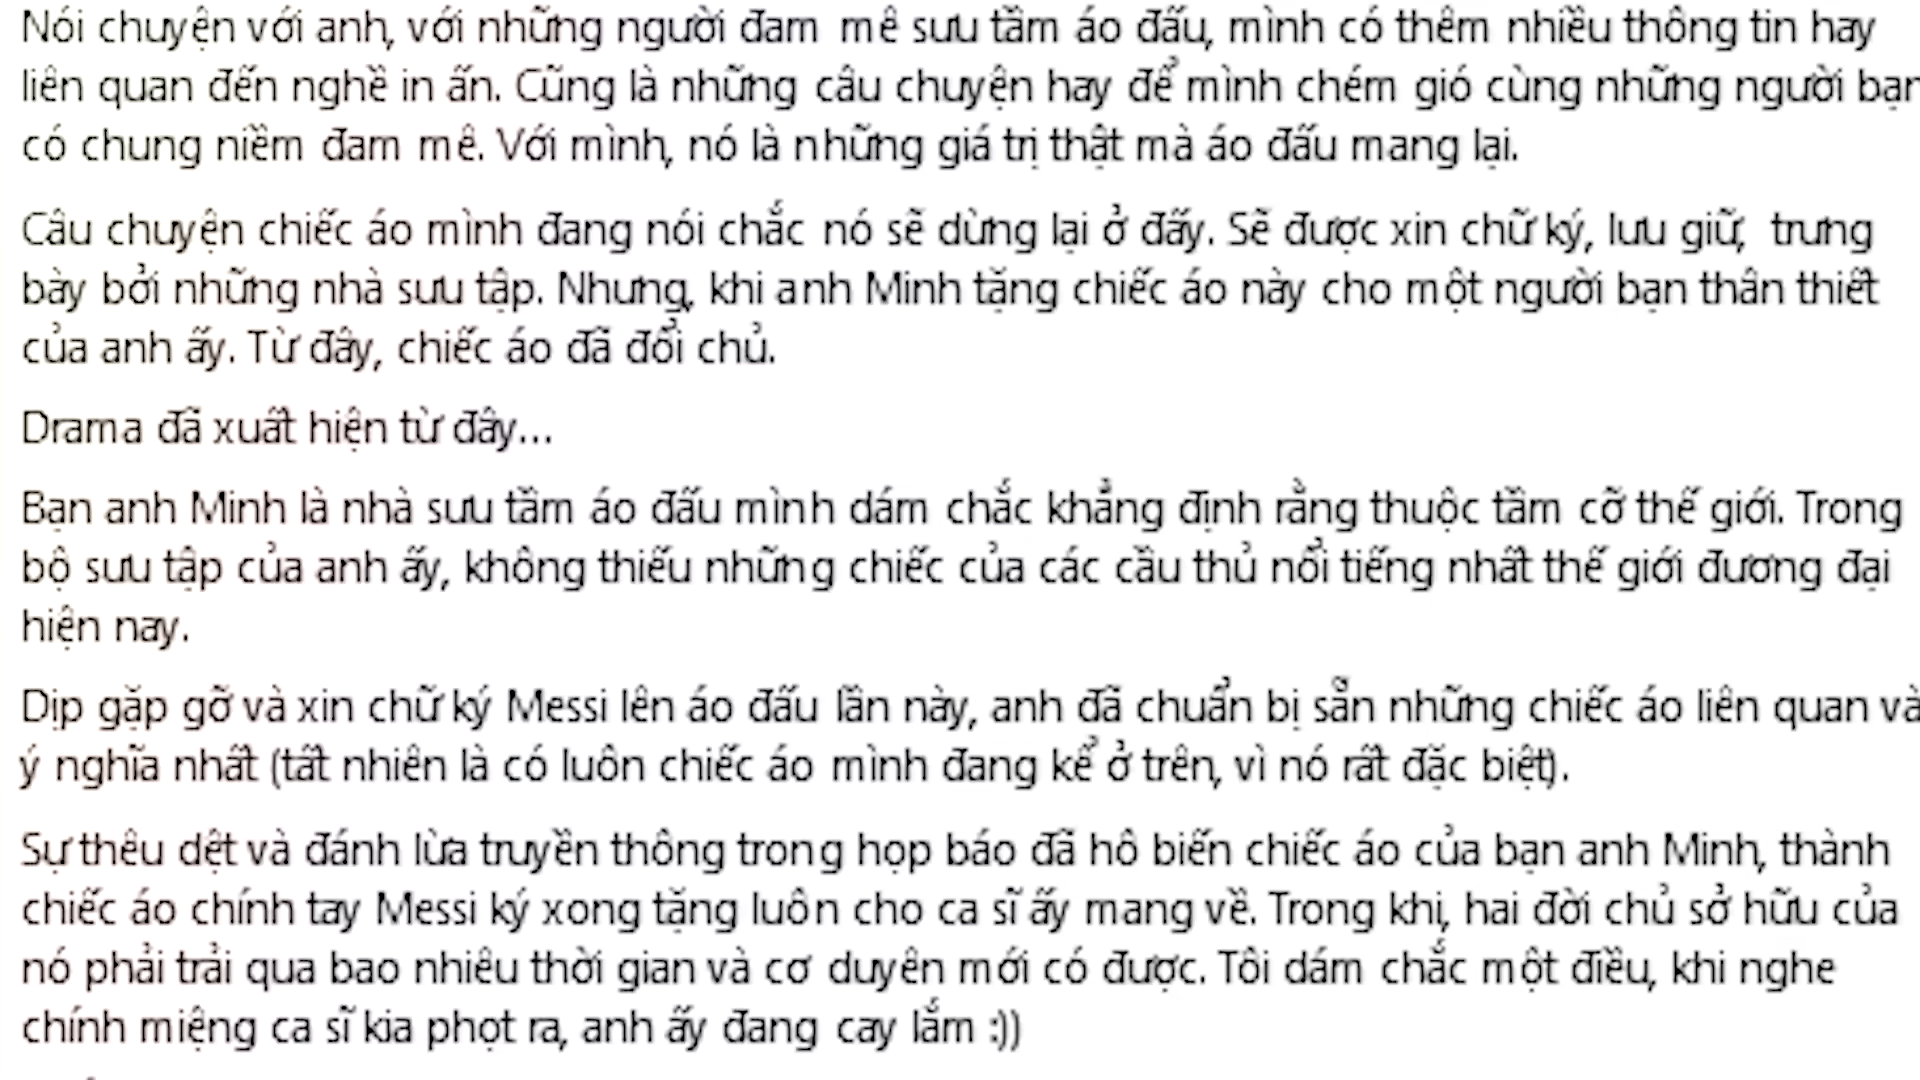 Nói chuyện với anh, với những người đam mê sưu tầm áo đấu, mình có thêm nhiều thông tin hay
liên quan đến nghề in ấn. Cũng là những câu chuyện hay để mình chém gió cùng những người bạn
có chung niềm đam mê. Với mình, nó là những giá trị thật mà áo đấu mang lại.
Câu chuyện chiếc áo mình đang nói chắc nó sẽ dừng lại ở đấy. Sẽ được xin chữ ký, lưu giữ, trưng
bày bởi những nhà sưu tập. Nhưng, khi anh Minh tặng chiếc áo này cho một người bạn thân thiết
của anh ấy. Từ đây, chiếc áo đã đổi chủ.
Drama đã xuất hiện từ đây...
Bạn anh Minh là nhà sưu tầm áo đấu mình dám chắc khẳng định rằng thuộc tầm cỡ thế giới. Trong
bộ sưu tập của anh ấy, không thiếu những chiếc của các cầu thủ nổi tiếng nhất thế giới đương đại
hiện nay.
Dịp gặp gỡ và xin chữ ký Messi lên áo đấu lần này, anh đã chuẩn bị sẵn những chiếc áo liên quan và
ý nghĩa nhất (tất nhiên là có luôn chiếc áo mình đang kể ở trên, vì nó rất đặc biệt).
Sự thêu dệt và đánh lừa truyền thông trong họp báo đã hô biến chiếc áo của bạn anh Minh, thành
chiếc áo chính tay Messi ký xong tặng luôn cho ca sĩ ấy mang về. Trong khi, hai đời chủ sở hữu của
nó phải trải qua bao nhiêu thời gian và cơ duyên mới có được. Tôi dám chắc một điều, khi nghe
chính miệng ca sĩ kia phọt ra, anh ấy đang cay lắm :))